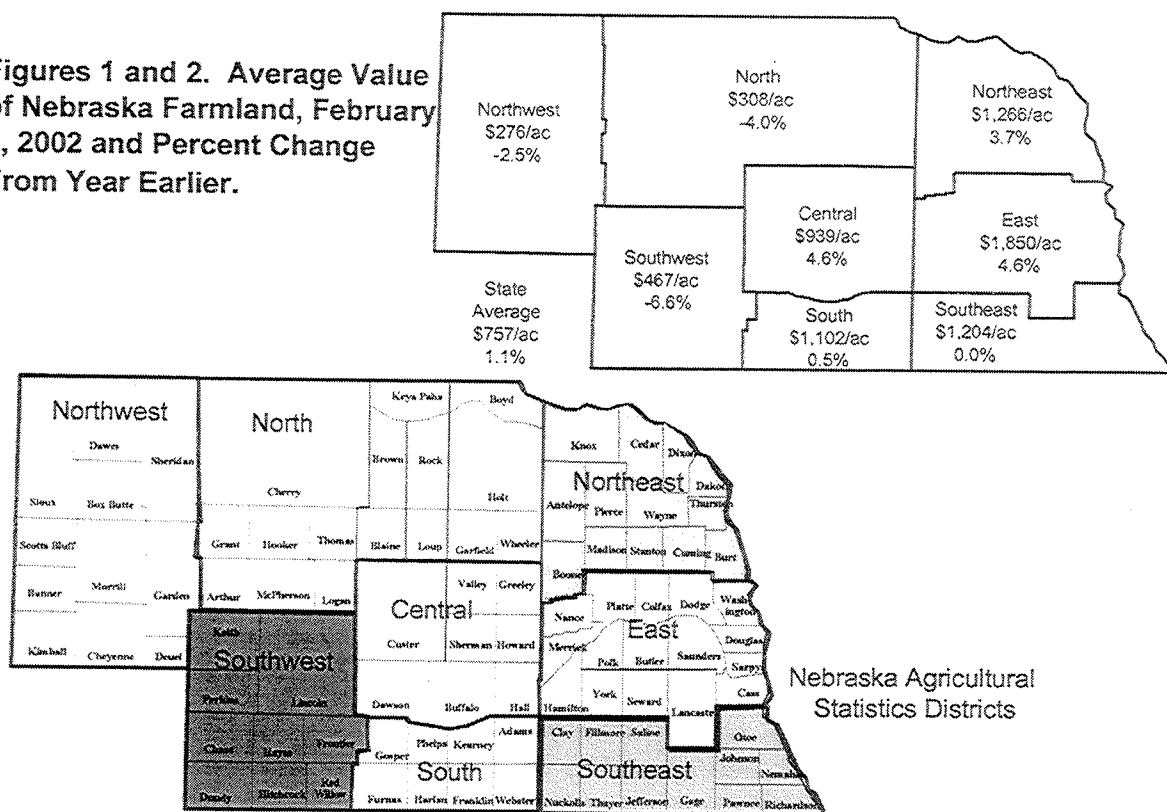 igures 1 and 2. Average Value
of Nebraska Farmland, February
, 2002 and Percent Change
rom Year Earlier.
Northwest
$276/ac
-2.5%
North
$308/ac
-4.0%
Northeast
$1,266/ac
3.7%
Central
$939/ac
4.6%
East
$1,850/ac
4.6%
Southwest
$467/ac
-6.6%
State
Average
$757/ac
1.1%
South
$1,102/ac
0.5%
Southeast
$1,204/ac
0.0%
Northwest
Dawes
Sheridan
Sioux
Box Butte
Scotts Bluff
Banner
Morrill
Garden
Kimball
Cheyenne
Deuel
North
Keya Paha
Boyd
Brown
Rock
Cherry
Holt
Grant
Hooker
Thomas
Blaine
Loup
Garfield
Wheeler
Arthur
McPherson
Logan
Northeast
Knox
Cedar
Dixon
Dakota
Antelope
Pierce
Wayne
Thurston
Madison
Stanton
Cuming
Burt
Boone
Central
Valley
Greeley
Custer
Sherman
Howard
Dawson
Buffalo
Hall
East
Nance
Platte
Colfax
Dodge
Wash
ington
Merrick
Polk
Butler
Saunders
Douglas
Sarpy
Hamilton
York
Seward
Lancaster
Cass
Southwest
Keith
Perkins
Lincoln
Chase
Hayes
Frontier
Dundy
Hitchcock
Red
Willow
South
Gosper
Phelps
Kearney
Adams
Furnas
Harlan
Franklin
Webster
Southeast
Clay
Fillmore
Saline
Otoe
Johnson
Nemaha
Nuckolls
Thayer
Jefferson
Gage
Pawnee
Richardson
Nebraska Agricultural
Statistics Districts